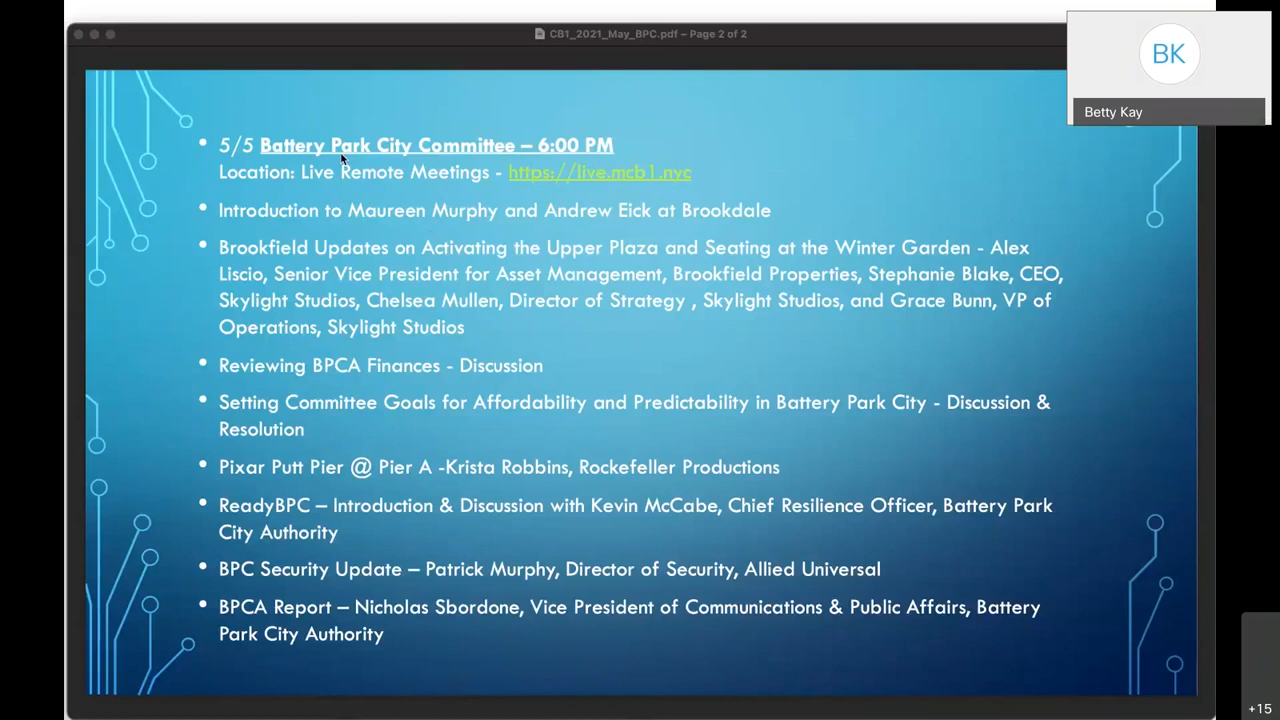 CB1_2021_May_BPC.pdf – Page 2 of 2
BK
Betty Kay
• 5/5 Battery Park City Committee – 6:00 PM
Location: Live Remote Meetings - https://live.mcb1.nyc
• Introduction to Maureen Murphy and Andrew Eick at Brookdale
• Brookfield Updates on Activating the Upper Plaza and Seating at the Winter Garden - Alex
Liscio, Senior Vice President for Asset Management, Brookfield Properties, Stephanie Blake, CEO,
Skylight Studios, Chelsea Mullen, Director of Strategy , Skylight Studios, and Grace Bunn, VP of
Operations, Skylight Studios
• Reviewing BPCA Finances - Discussion
• Setting Committee Goals for Affordability and Predictability in Battery Park City - Discussion &
Resolution
• Pixar Putt Pier @ Pier A -Krista Robbins, Rockefeller Productions
• ReadyBPC – Introduction & Discussion with Kevin McCabe, Chief Resilience Officer, Battery Park
City Authority
• BPC Security Update – Patrick Murphy, Director of Security, Allied Universal
• BPCA Report – Nicholas Sbordone, Vice President of Communications & Public Affairs, Battery
Park City Authority
+15